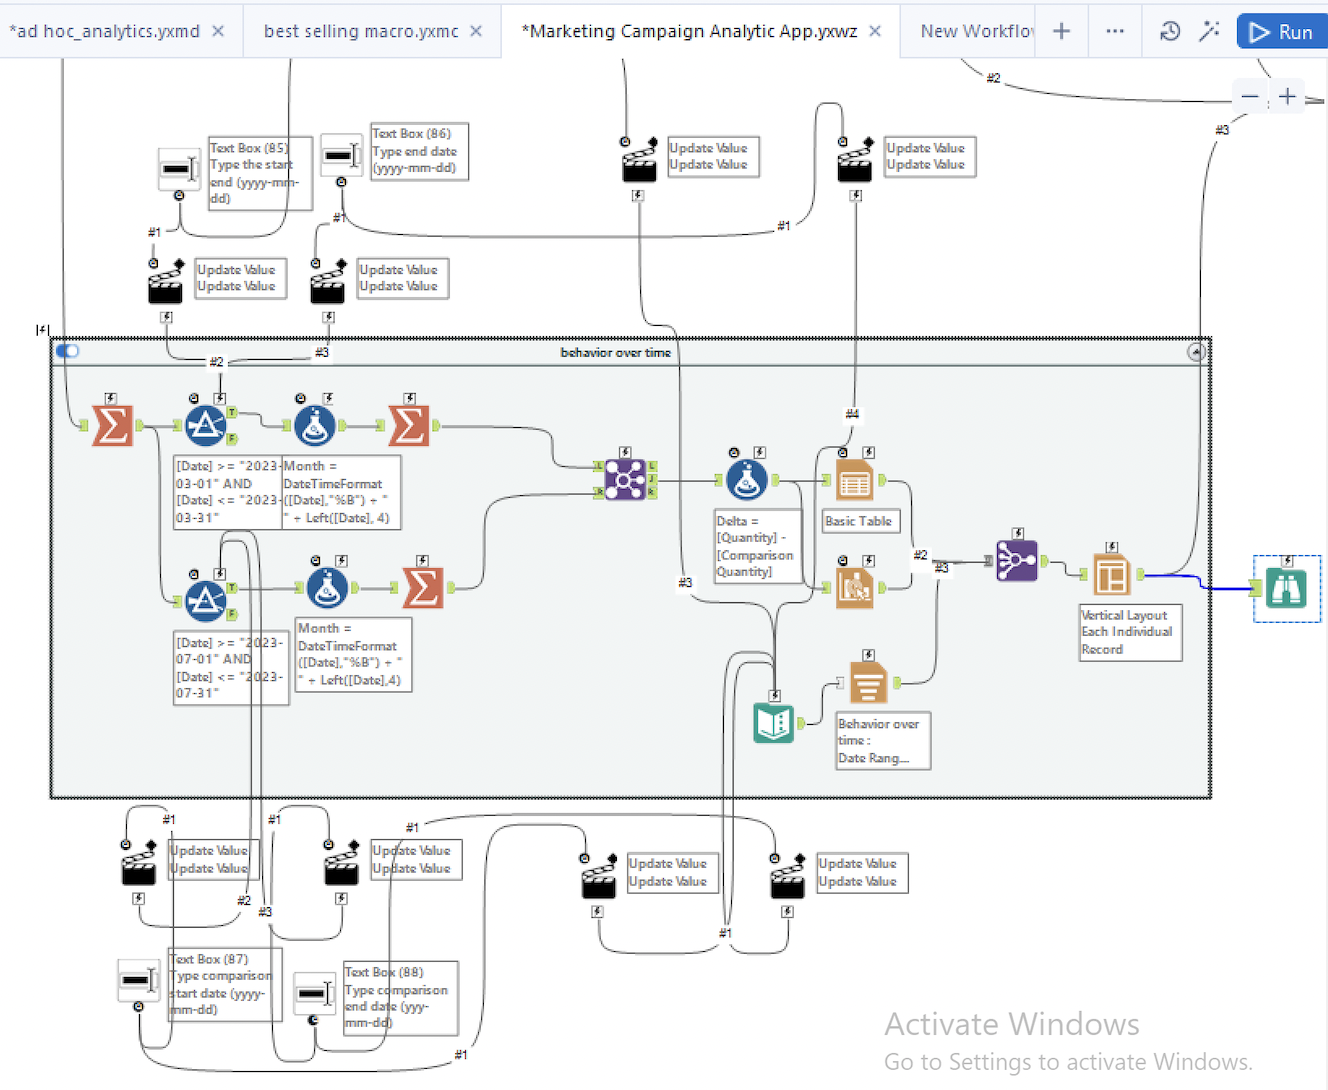 *ad hoc_analytics.yxmd
best selling macro.yxmc
*Marketing Campaign Analytic App.yxwz
New Workflow
Run
#2
#3
Text Box (85)
Type the start
end (yyyy-mm-
dd)
Text Box (86)
Type end date
(yyyy-mm-dd)
Update Value
Update Value
Update Value
Update Value
#1
#1
#1
Update Value
Update Value
Update Value
Update Value
#2
#3
behavior over time
T
F
[Date] >= "2023-
03-01" AND
[Date] <= "2023-
03-31"
Month =
DateTimeFormat
([Date],"%B") + "
" + Left([Date], 4)
#4
L
R
L
J
R
Delta =
[Quantity] -
[Comparison
Quantity]
Basic Table
#2
#3
#3
T
F
[Date] >= "2023-
07-01" AND
[Date] <= "2023-
07-31"
Month =
DateTimeFormat
([Date],"%B") + "
" + Left([Date],4)
Vertical Layout
Each Individual
Record
Behavior over
time :
Date Rang...
#1
#1
#1
Update Value
Update Value
Update Value
Update Value
Update Value
Update Value
Update Value
Update Value
#2
#3
#1
Text Box (87)
Type comparison
start date (yyyy-
mm-dd)
Text Box (88)
Type comparison
end date (yyy-
mm-dd)
#1
Activate Windows
Go to Settings to activate Windows.